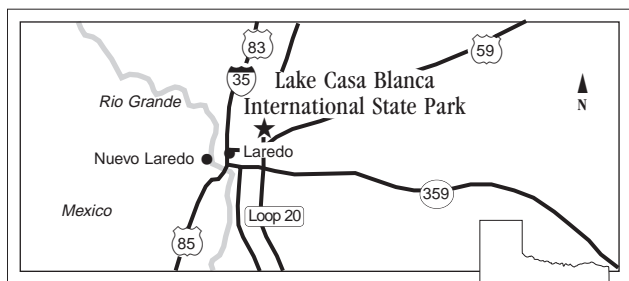 83
59
35
Lake Casa Blanca
International State Park
N
Rio Grande
Nuevo Laredo
Laredo
359
Mexico
Loop 20
85